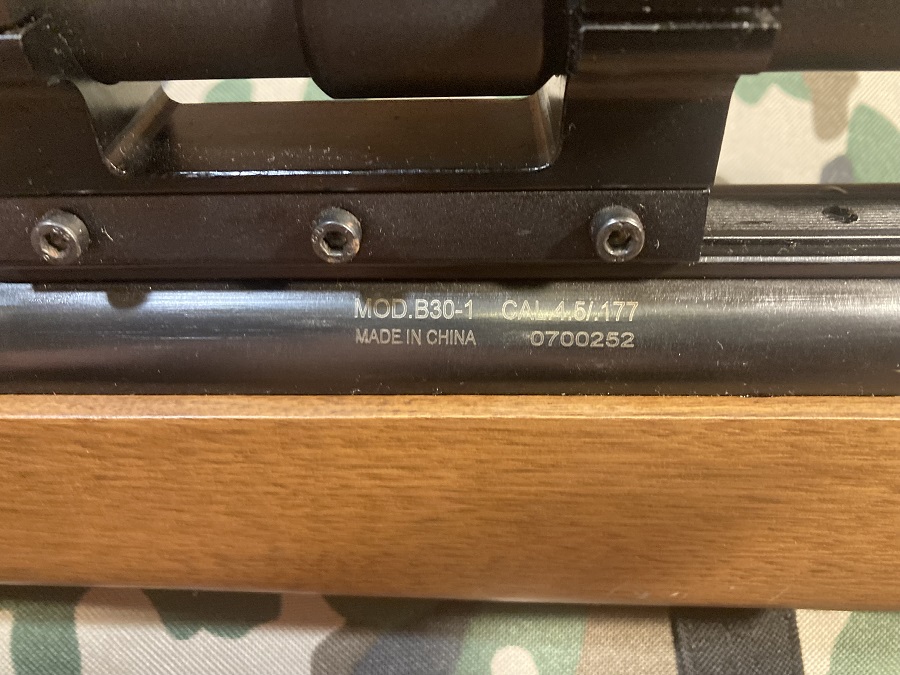 MOD.B30-1 CAL.4.5/.177
MADE IN CHINA 0700252